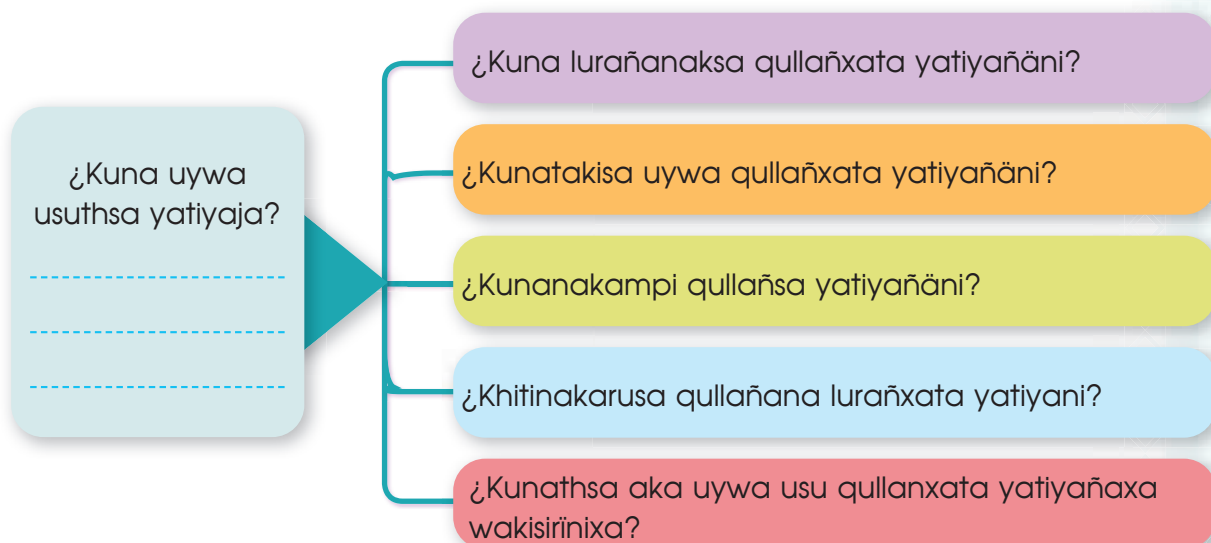 ¿Kuna uywa
usuthsa yatiyaja?
¿Kuna lurañanaksa qullañxata yatiyañäni?
¿Kunatakisa uywa qullañxata yatiyañäni?
¿Kunanakampi qullañsa yatiyañäni?
¿Khitinakarusa qullañana lurañxata yatiyani?
¿Kunathsa aka uywa usu qullanxata yatiyañaxa
wakisirïnixa?